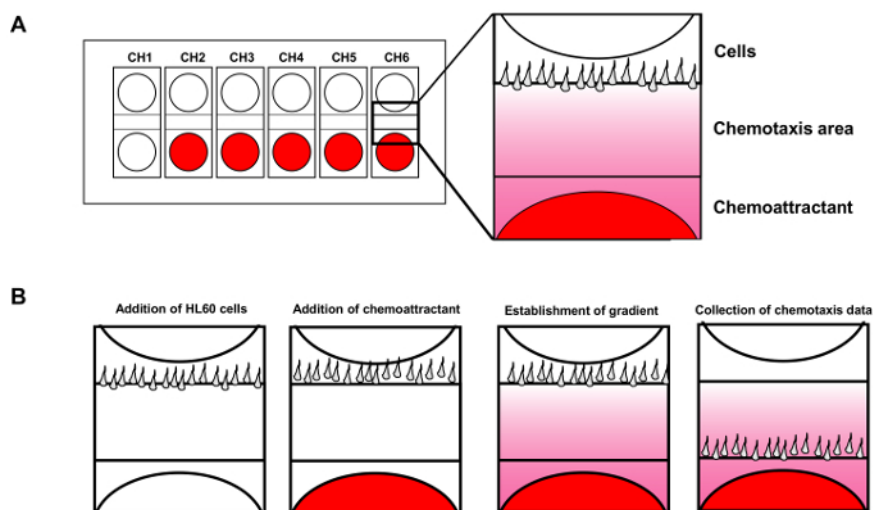 A
CH1 CH2 CH3 CH4 CH5 CH6
Cells
Chemotaxis area
Chemoattractant
B
Addition of HL60 cells
Addition of chemoattractant
Establishment of gradient
Collection of chemotaxis data